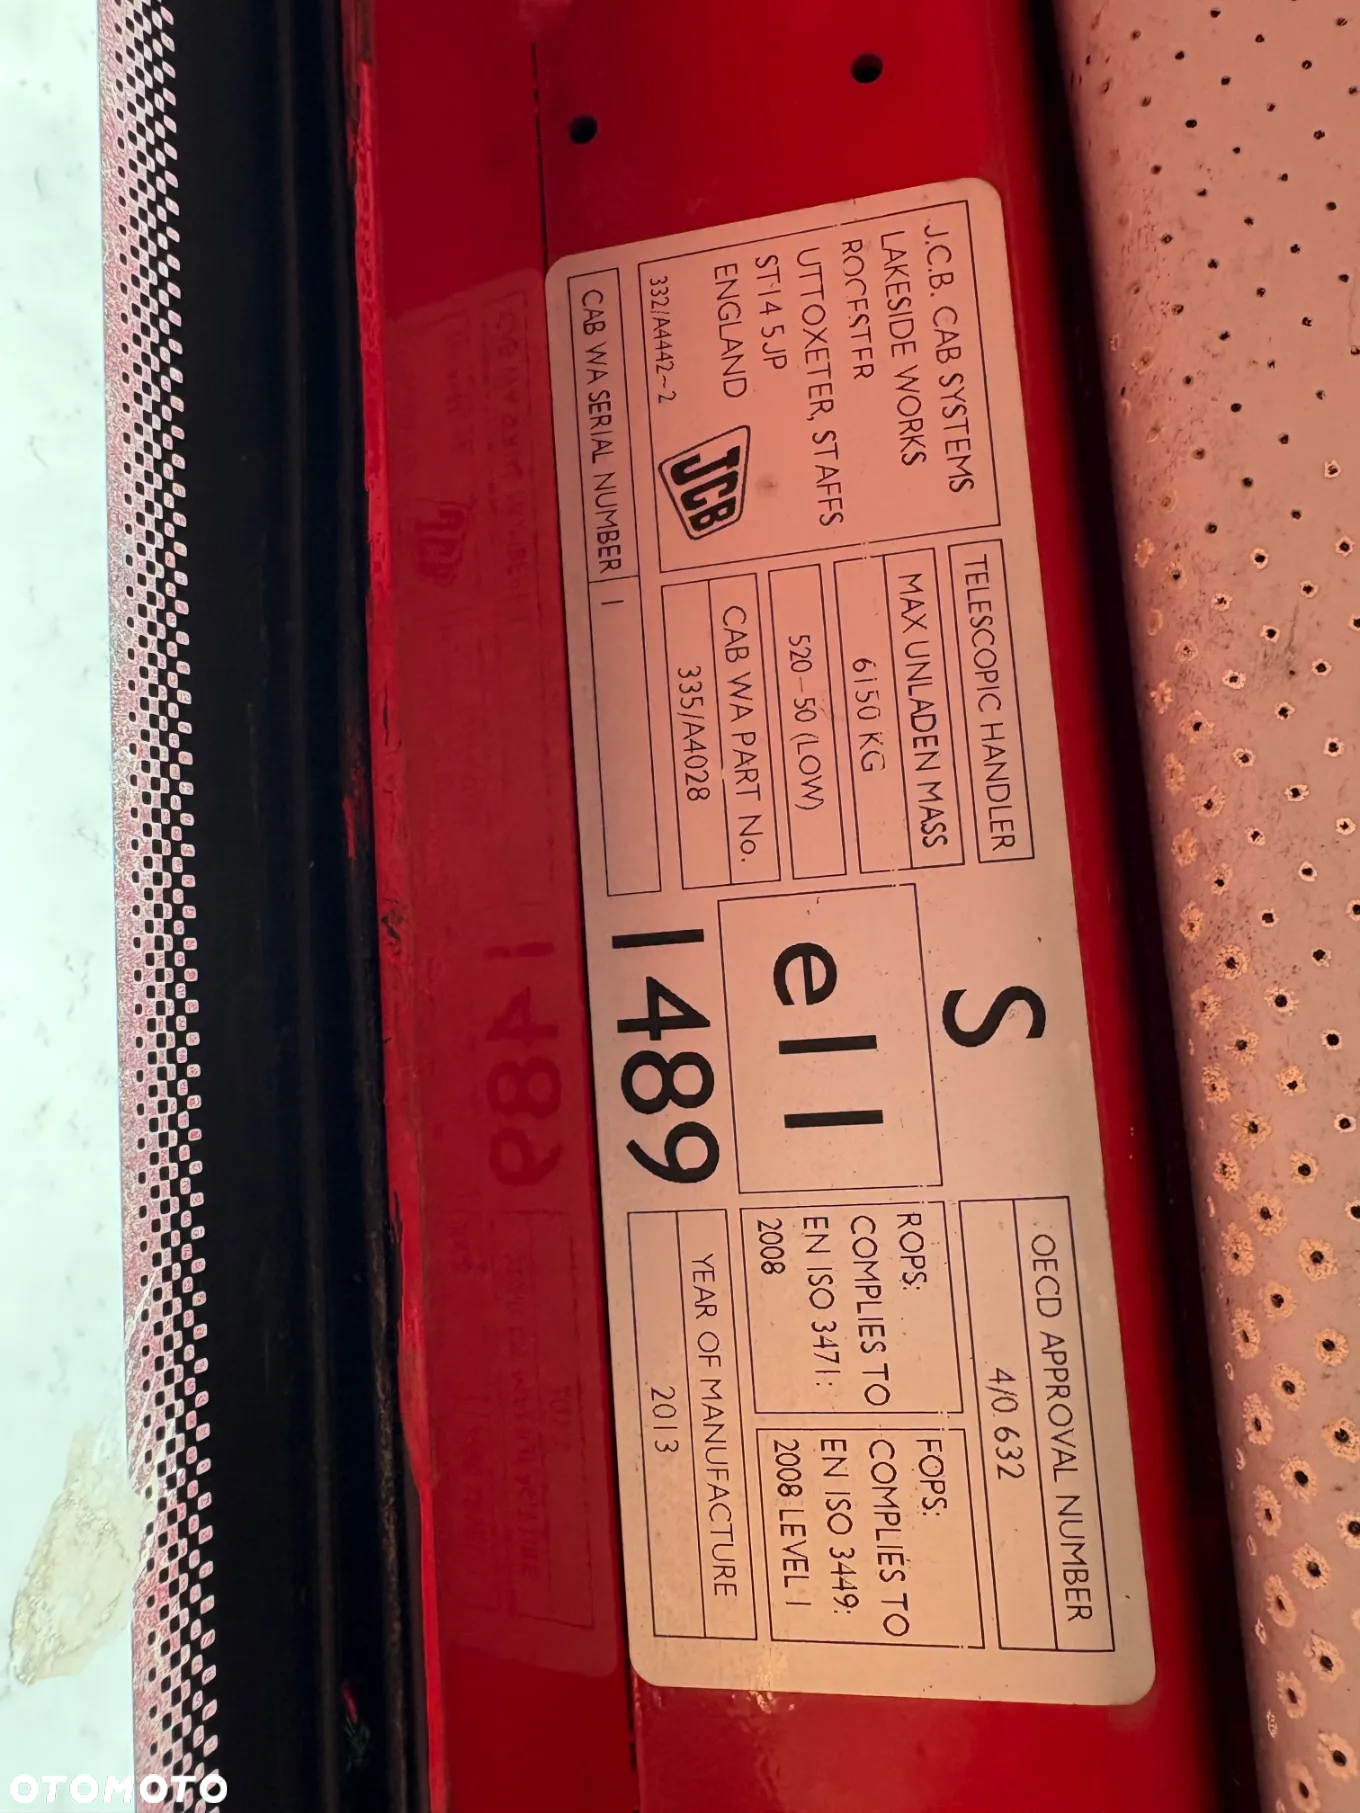 J.C.B. CAB SYSTEMS
LAKESIDE WORKS
ROCESTER
UTTOXETER, STAFFS
ST14 5JP
ENGLAND
332/A4442~2
JCB
CAB WA SERIAL NUMBER 1
TELESCOPIC HANDLER
MAX UNLADEN MASS
6150 KG
520-50 (LOW)
CAB WA PART No.
335/A4028
S
e11
1489
OECD APPROVAL NUMBER
4/0 632
ROPS:
COMPLIES TO
EN ISO 3471:
2008
FOPS:
COMPLIES TO
EN ISO 3449:
2008 LEVEL 1
YEAR OF MANUFACTURE
2013
OTOMOTO